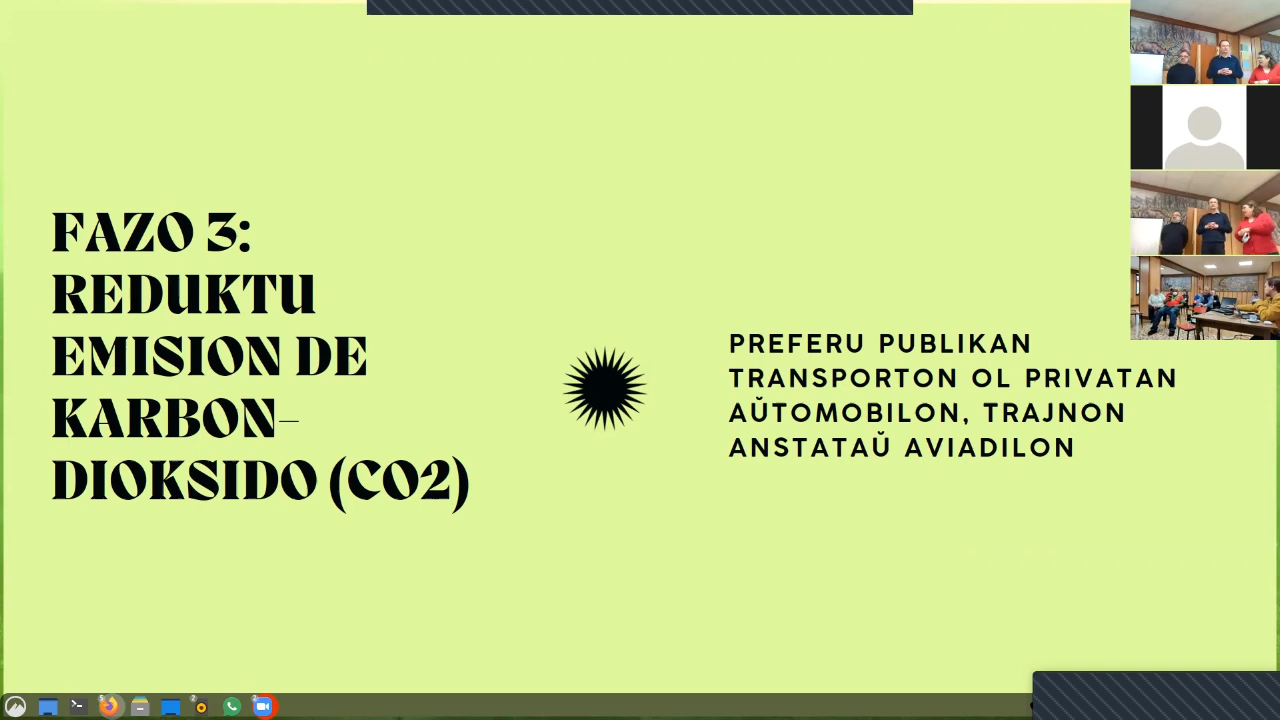 FAZO 3:
REDUKTU
EMISION DE
KARBON-
DIOKSIDO (CO2)
PREFERU PUBLIKAN
TRANSPORTON OL PRIVATAN
AŬTOMOBILON, TRAJNON
ANSTATAŬ AVIADILON